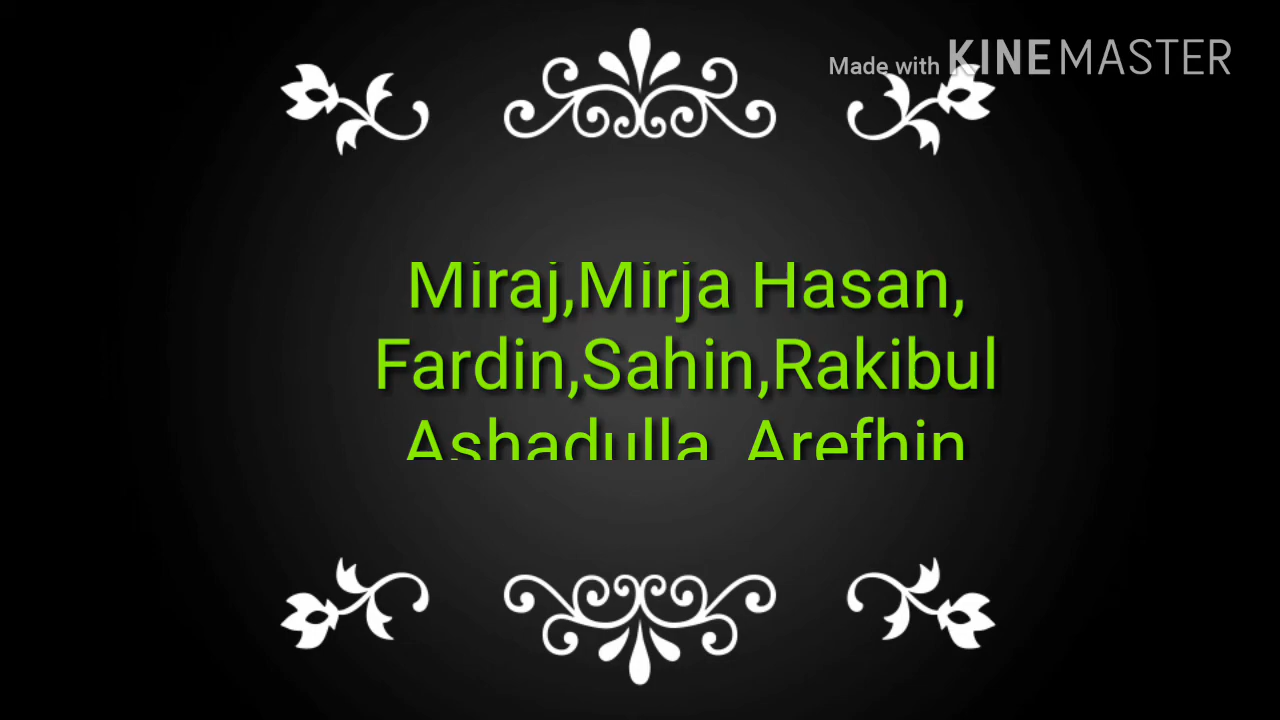 Made with KINEMASTER
Miraj,Mirja Hasan,
Fardin,Sahin,Rakibul
Ashadulla, Arefhin